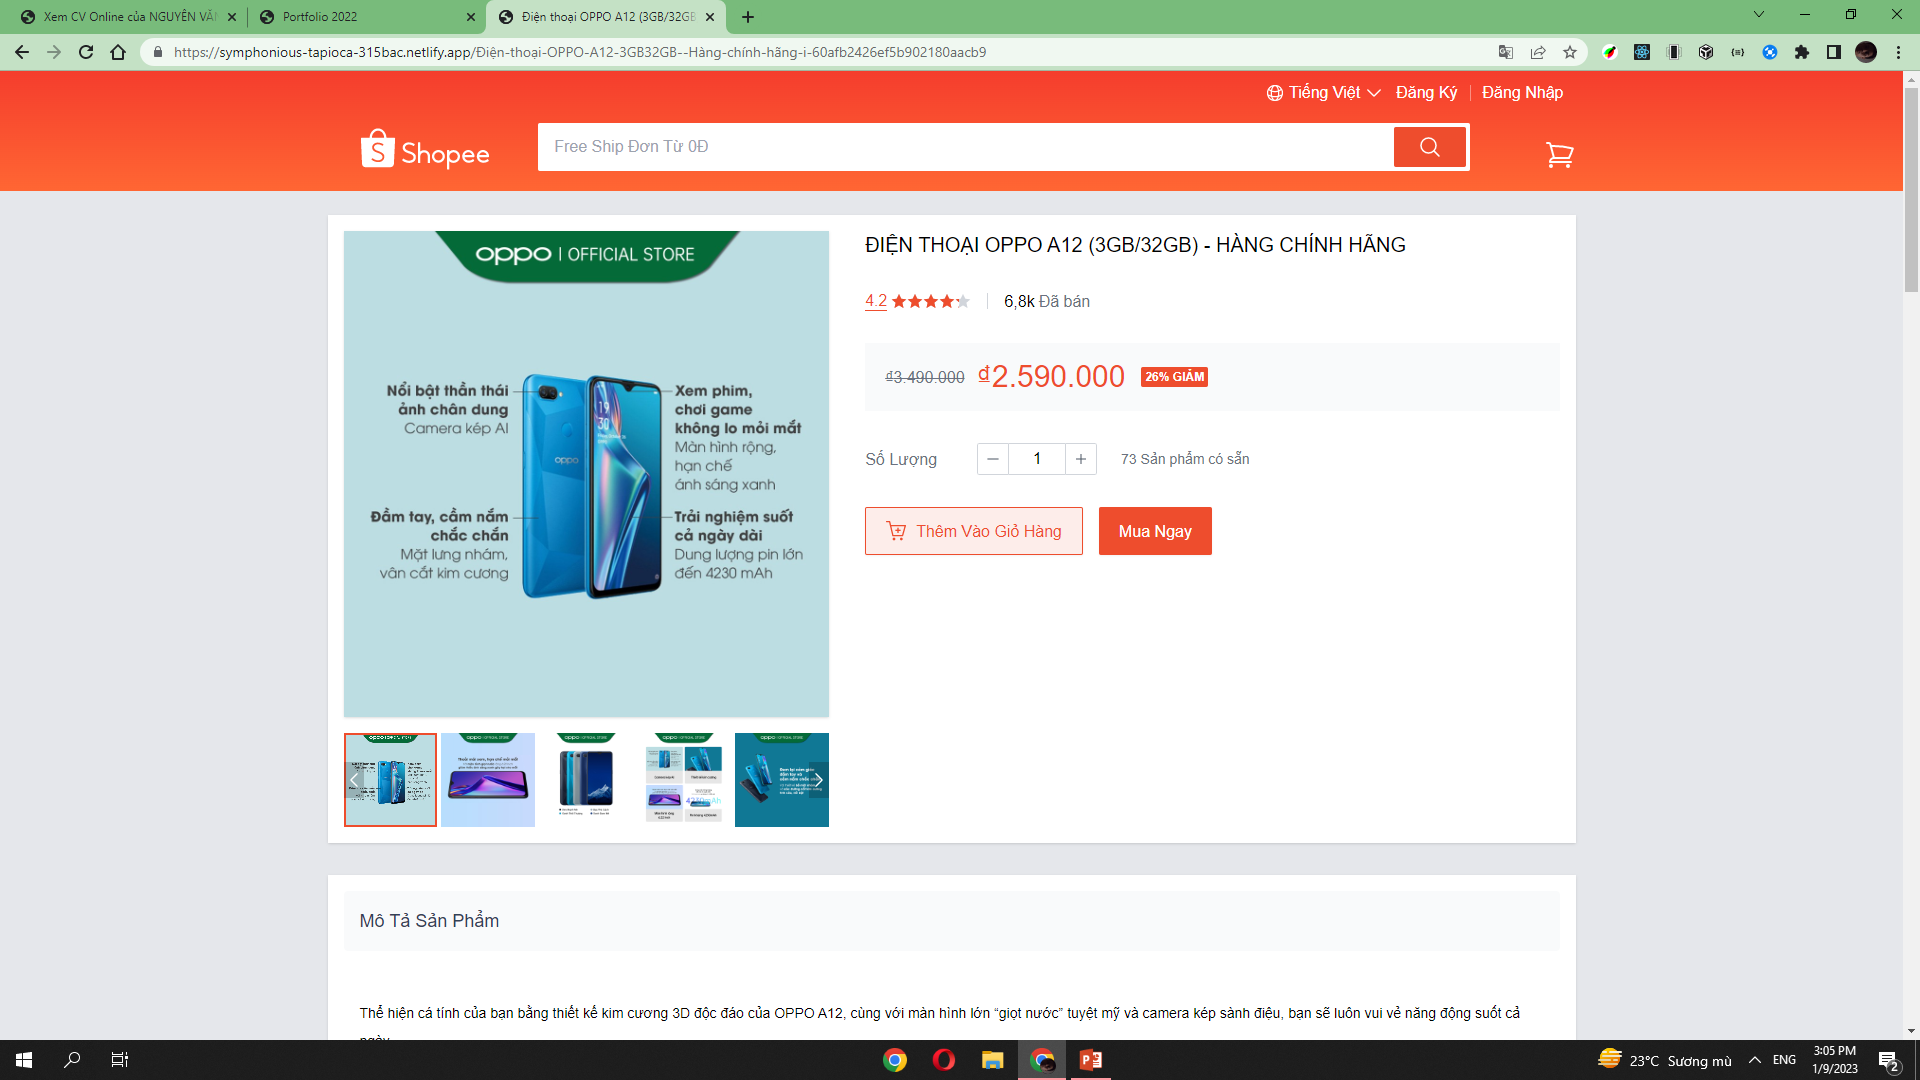 Xem CV Online của NGUYỄN VĂN
Portfolio 2022
Điện thoại OPPO A12 (3GB/32GB
https://symphonious-tapioca-315bac.netlify.app/Điện-thoại-OPPO-A12-3GB32GB--Hàng-chính-hãng-i-60afb2426ef5b902180aacb9
Tiếng Việt Đăng Ký Đăng Nhập
Shopee
Free Ship Đơn Từ 0Đ
oppo | OFFICIAL STORE
Nổi bật thần thái
ảnh chân dung
Camera kép AI
Xem phim,
chơi game
không lo mỏi mắt
Màn hình rộng,
hạn chế
ánh sáng xanh
Đầm tay, cầm nắm
chắc chắn
Mặt lưng nhám,
vân cắt kim cương
Trải nghiệm suốt
cả ngày dài
Dung lượng pin lớn
đến 4230 mAh
oppo
19
30
ĐIỆN THOẠI OPPO A12 (3GB/32GB) - HÀNG CHÍNH HÃNG
4.2 6,8k Đã bán
₫3.490.000 ₫2.590.000 26% GIẢM
Số Lượng 1 73 Sản phẩm có sẵn
Thêm Vào Giỏ Hàng Mua Ngay
Mô Tả Sản Phẩm
Thể hiện cá tính của bạn bằng thiết kế kim cương 3D độc đáo của OPPO A12, cùng với màn hình lớn “giọt nước” tuyệt mỹ và camera kép sành điệu, bạn sẽ luôn vui vẻ năng động suốt cả
ngày
23°C Sương mù ENG
3:05 PM
1/9/2023
2